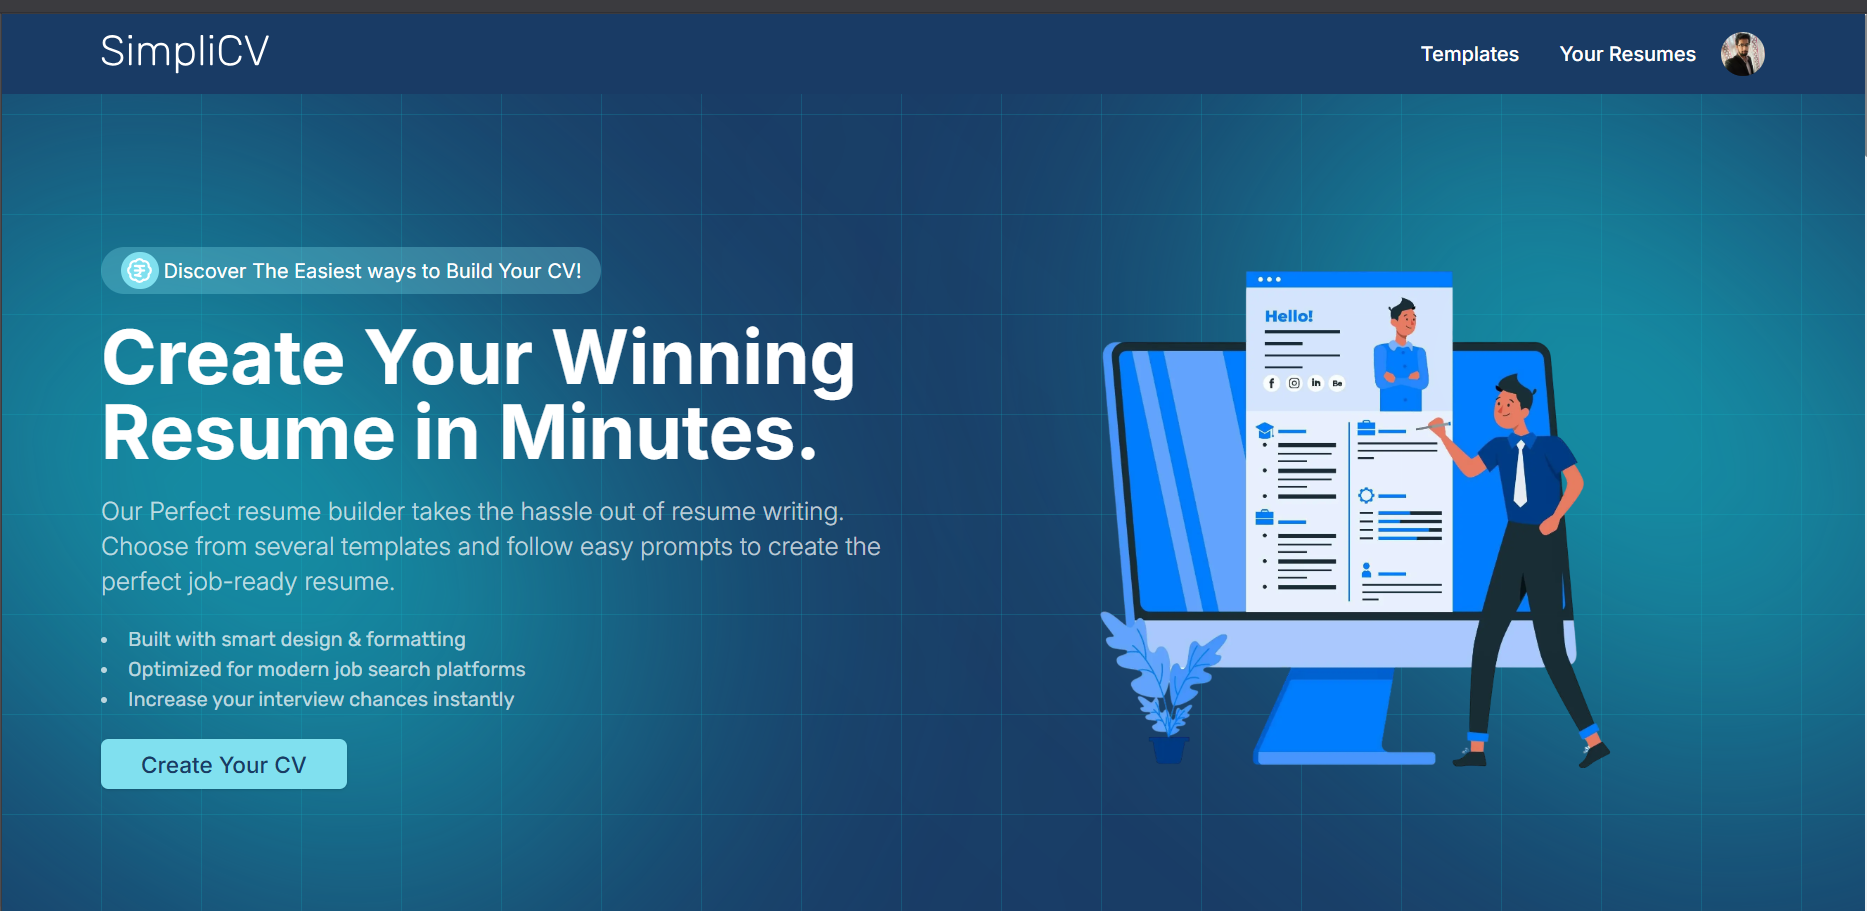 SimpliCV
Templates
Your Resumes
Discover The Easiest ways to Build Your CV!
Create Your Winning
Resume in Minutes.
Our Perfect resume builder takes the hassle out of resume writing.
Choose from several templates and follow easy prompts to create the
perfect job-ready resume.
Built with smart design & formatting
Optimized for modern job search platforms
Increase your interview chances instantly
Create Your CV
Hello!
f
in
Be